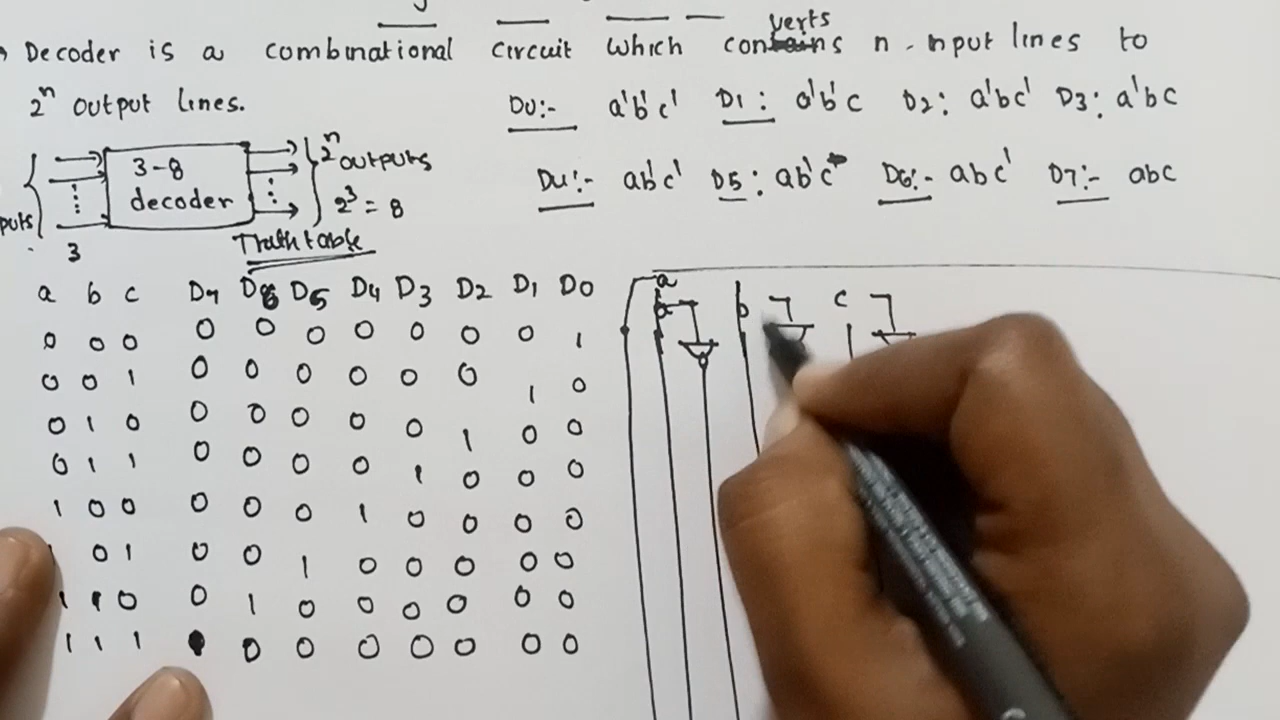 Decoder is a combinational circuit which converts n-input lines to
2ⁿ output lines.
D0:- a'b'c' D1: a'b'c D2: a'bc' D3: a'bc
D4:- ab'c' D5: ab'c D6:- abc' D7:- abc
3-8 decoder
2ⁿ outputs
2³ = 8
puts
3
Truth table
a b c D7 D6 D5 D4 D3 D2 D1 D0
0 0 0 0 0 0 0 0 0 0 1
0 0 1 0 0 0 0 0 0 1 0
0 1 0 0 0 0 0 0 1 0 0
0 1 1 0 0 0 0 1 0 0 0
1 0 0 0 0 0 1 0 0 0 0
1 0 1 0 0 1 0 0 0 0 0
1 1 0 0 1 0 0 0 0 0 0
1 1 1 0 0 0 0 0 0 0
a
b c